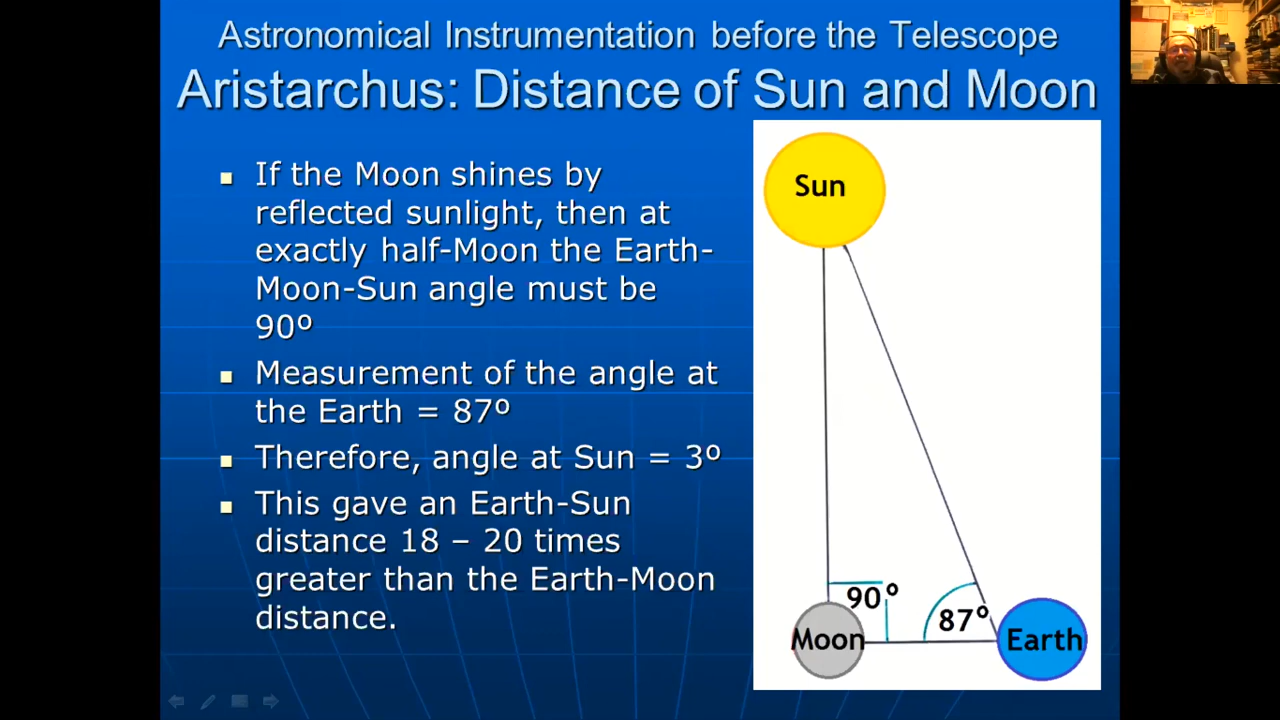 Astronomical Instrumentation before the Telescope
Aristarchus: Distance of Sun and Moon
If the Moon shines by
reflected sunlight, then at
exactly half-Moon the Earth-
Moon-Sun angle must be
90º
Measurement of the angle at
the Earth = 87º
Therefore, angle at Sun = 3º
This gave an Earth-Sun
distance 18 – 20 times
greater than the Earth-Moon
distance.
Sun
90º
87º
Moon
Earth